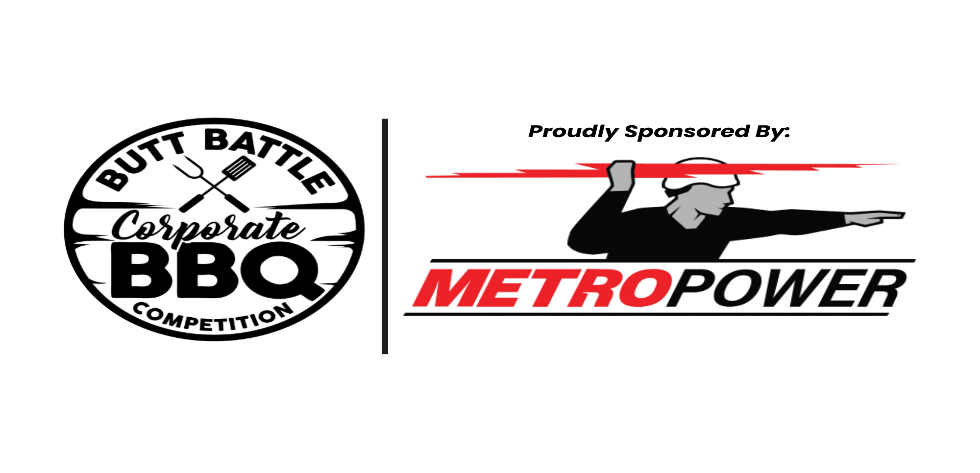 BUTT BATTLE
Corporate
BBQ
COMPETITION
Proudly Sponsored By:
METROPOWER